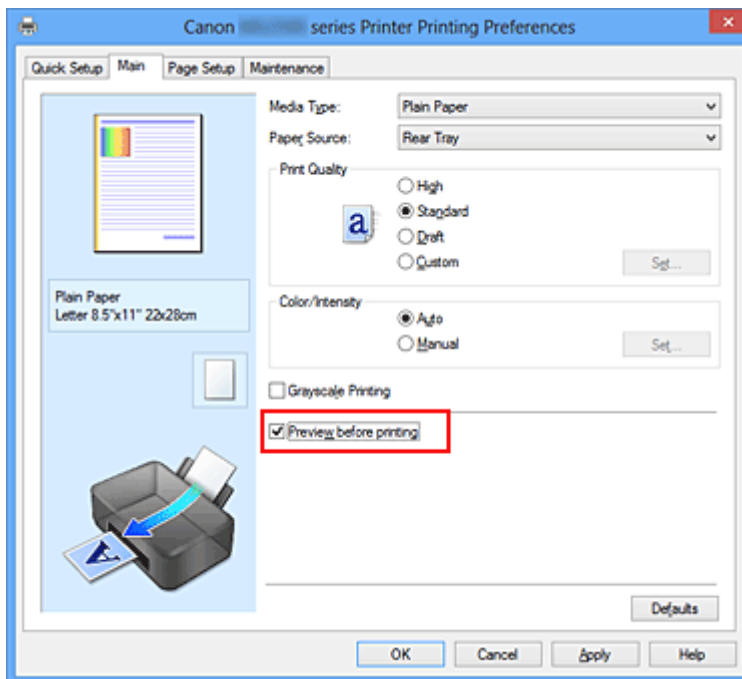 Canon series Printer Printing Preferences
Quick Setup Main Page Setup Maintenance
Media Type: Plain Paper
Paper Source: Rear Tray
Print Quality
High
a Standard
Draft
Custom Set...
Plain Paper
Letter 8.5"x11" 22x28cm
Color/Intensity
Auto
Manual Set...
Grayscale Printing
Preview before printing
A
Defaults
OK Cancel Apply Help